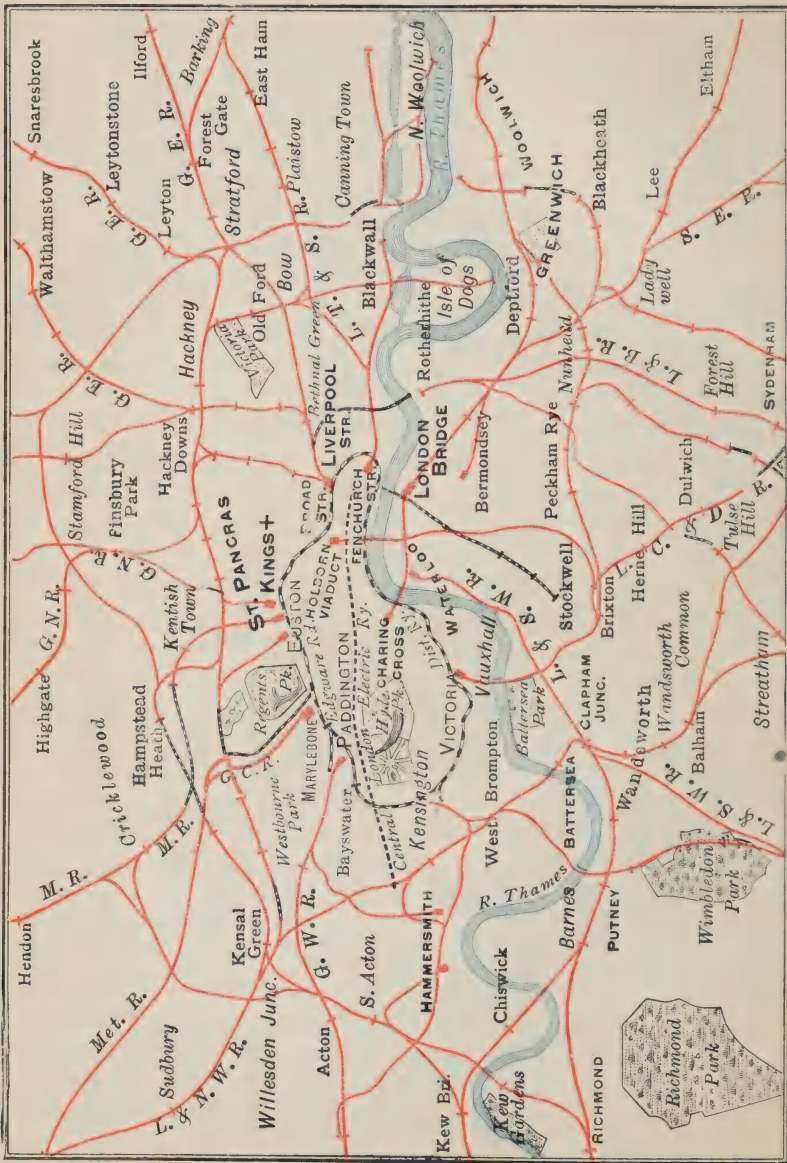 Hendon
M. R.
Met. R.
Sudbury
L. & N. W. R.
Willesden Junc.
Kensal
Green
M. R.
Cricklewood
Hampstead
Heath
Highgate
G. N. R.
Kentish
Town
Stamford Hill
Finsbury
Park
G. N. R.
Hackney
Downs
G. E. R.
Walthamstow
Hackney
Snaresbrook
G. E. R.
Leytonstone
Leyton
G. E. R.
Ilford
Forest
Gate
Barking
Stratford
East Ham
Plaistow
L. T. & S. R.
Canning Town
Bow
Old Ford
Victoria
Park
Bethnal Green
LIVERPOOL
STR.
BROAD
STR.
FENCHURCH
STR.
ST. PANCRAS
KINGS+
EUSTON
HOLBORN
VIADUCT
Regents
Pk.
G. C. R.
MARYLEBONE
Edgware Rd.
PADDINGTON
Westbourne
Park
Bayswater
Central London Electric Ry.
Hyde Pk.
CHARING
CROSS
Kensington
G. W. R.
Acton
S. Acton
HAMMERSMITH
Kew Br.
Chiswick
Kew
Gardens
RICHMOND
R. Thames
West Brompton
VICTORIA
Dist. Ry.
WATERLOO
Vauxhall
Battersea
Park
BATTERSEA
L. & S. W. R.
Stockwell
CLAPHAM
JUNC.
Barnes
PUTNEY
Wandsworth
Wandsworth
Common
Balham
L. & S. W. R.
Wimbledon
Park
Richmond
Park
Streatham
Brixton
Herne Hill
L. C. D. R.
Tulse
Hill
Dulwich
Peckham Rye
Nunhead
L. & B. R.
Forest
Hill
SYDENHAM
Lady
well
Lee
S. E. R.
Eltham
Blackheath
GREENWICH
WOOLWICH
Deptford
Bermondsey
LONDON
BRIDGE
Rotherhithe
Isle of
Dogs
Blackwall
N. Woolwich
R. Thames